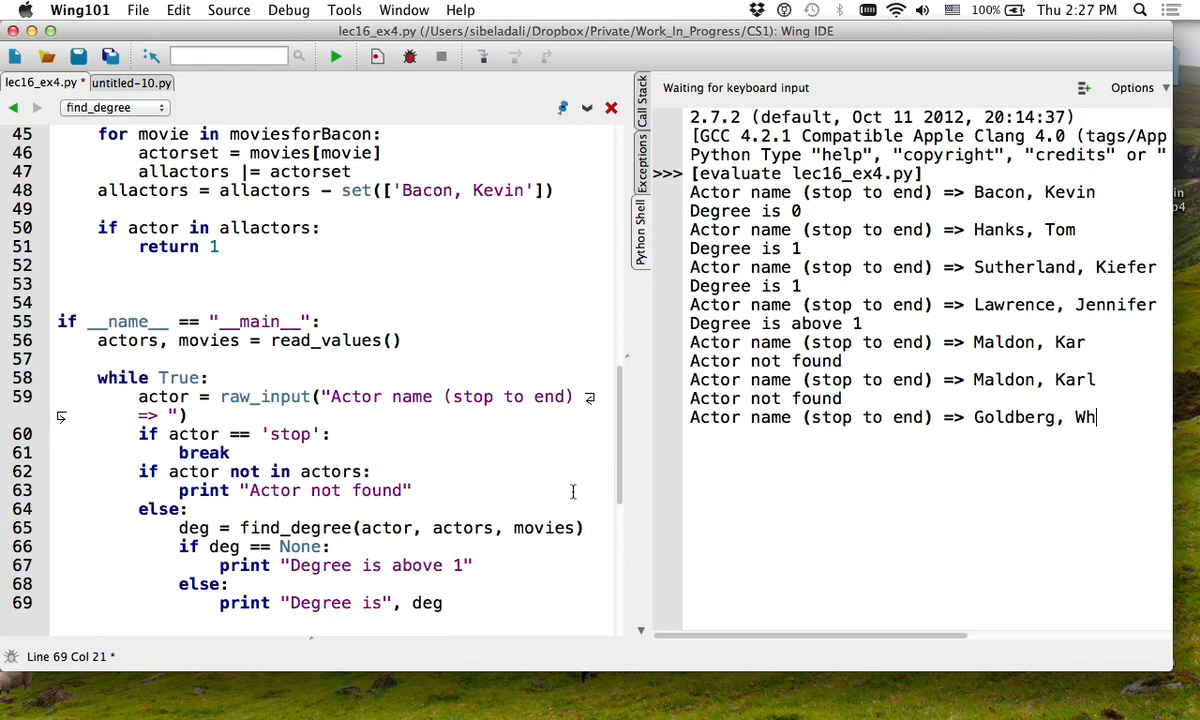 Wing101 File Edit Source Debug Tools Window Help 100% Thu 2:27 PM
lec16_ex4.py (/Users/sibeladali/Dropbox/Private/Work_In_Progress/CS1): Wing IDE
lec16_ex4.py * untitled-10.py
find_degree
45 for movie in moviesforBacon:
46 actorset = movies[movie]
47 allactors |= actorset
48 allactors = allactors - set(['Bacon, Kevin'])
49
50 if actor in allactors:
51 return 1
52
53
54
55 if __name__ == "__main__":
56 actors, movies = read_values()
57
58 while True:
59 actor = raw_input("Actor name (stop to end)
=> ")
60 if actor == 'stop':
61 break
62 if actor not in actors:
63 print "Actor not found"
64 else:
65 deg = find_degree(actor, actors, movies)
66 if deg == None:
67 print "Degree is above 1"
68 else:
69 print "Degree is", deg
Line 69 Col 21 *
Call Stack
Exceptions
Python Shell
Waiting for keyboard input Options
2.7.2 (default, Oct 11 2012, 20:14:37)
[GCC 4.2.1 Compatible Apple Clang 4.0 (tags/App
Python Type "help", "copyright", "credits" or "
>>> [evaluate lec16_ex4.py]
Actor name (stop to end) => Bacon, Kevin
Degree is 0
Actor name (stop to end) => Hanks, Tom
Degree is 1
Actor name (stop to end) => Sutherland, Kiefer
Degree is 1
Actor name (stop to end) => Lawrence, Jennifer
Degree is above 1
Actor name (stop to end) => Maldon, Kar
Actor not found
Actor name (stop to end) => Maldon, Karl
Actor not found
Actor name (stop to end) => Goldberg, Wh
in
p4